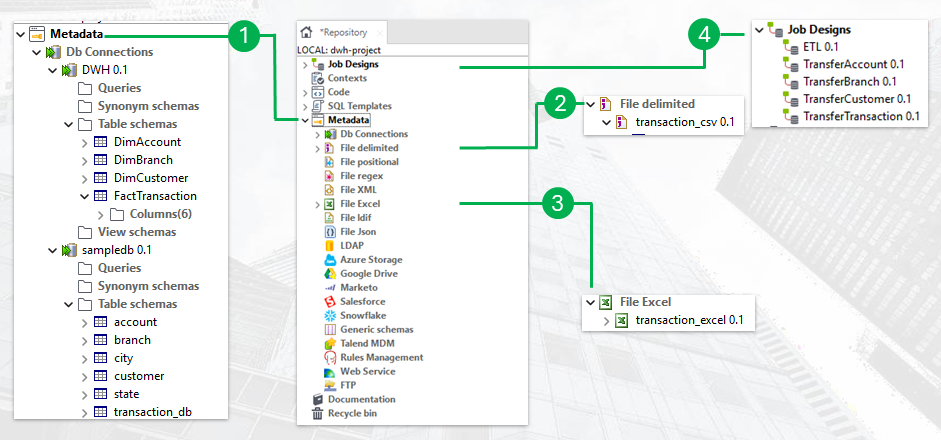 Metadata
Db Connections
DWH 0.1
Queries
Synonym schemas
Table schemas
DimAccount
DimBranch
DimCustomer
FactTransaction
Columns(6)
View schemas
sampledb 0.1
Queries
Synonym schemas
Table schemas
account
branch
city
customer
state
transaction_db
1
*Repository
LOCAL: dwh-project
Job Designs
Contexts
Code
SQL Templates
Metadata
Db Connections
File delimited
File positional
File regex
File XML
File Excel
File ldif
File Json
LDAP
Azure Storage
Google Drive
Marketo
Salesforce
Snowflake
Generic schemas
Talend MDM
Rules Management
Web Service
FTP
Documentation
Recycle bin
2
File delimited
transaction_csv 0.1
3
File Excel
transaction_excel 0.1
4
Job Designs
ETL 0.1
TransferAccount 0.1
TransferBranch 0.1
TransferCustomer 0.1
TransferTransaction 0.1